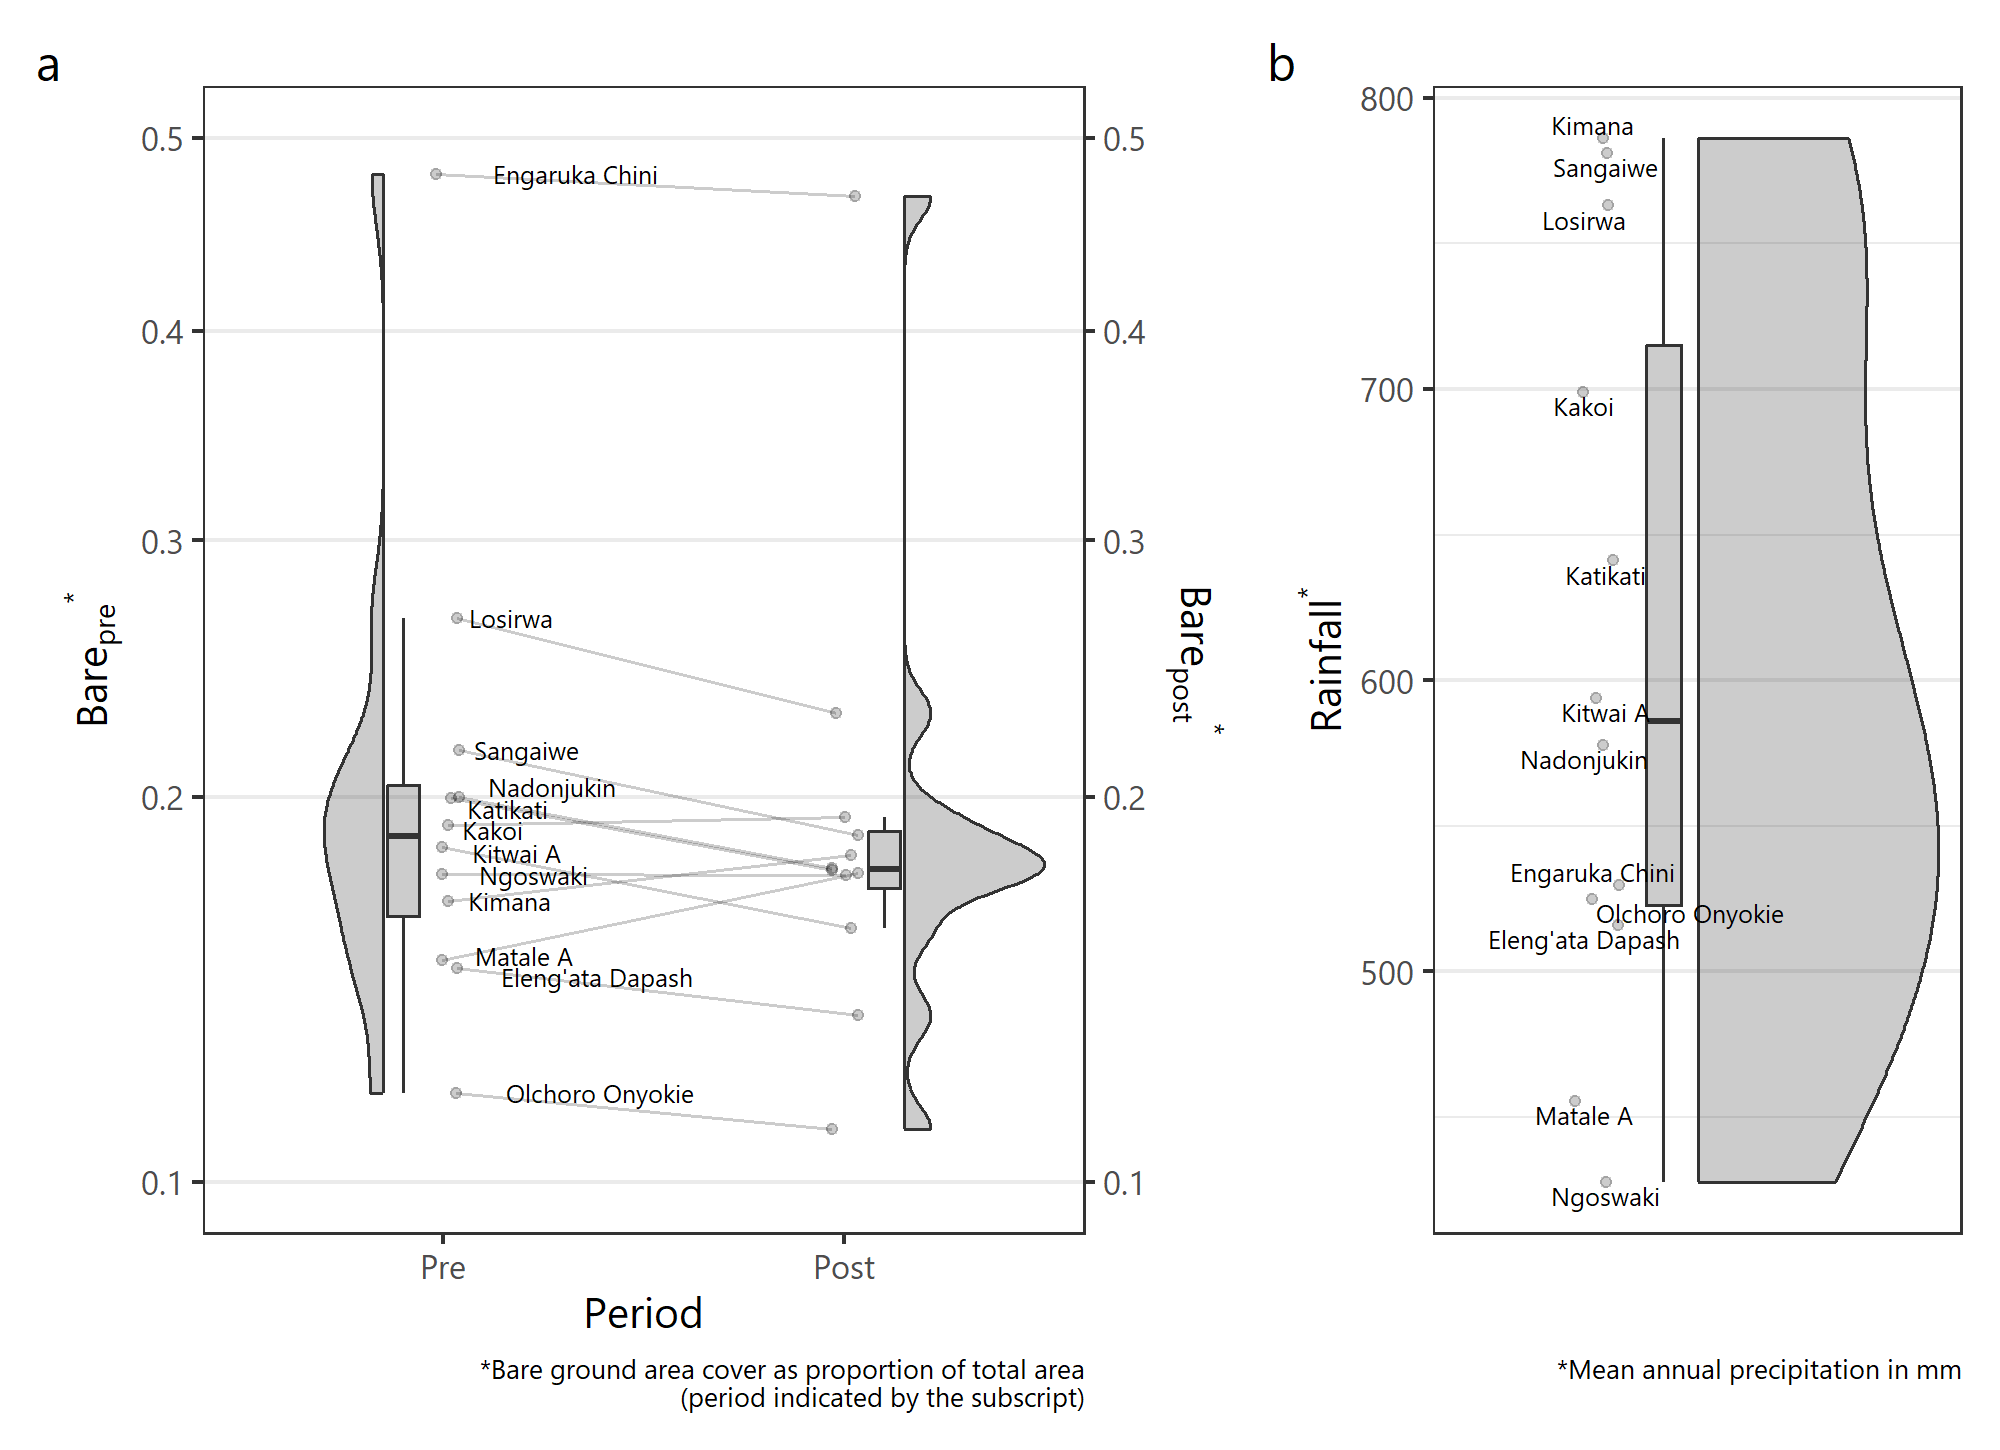 a
0.5
0.4
0.3
0.2
0.1
Bare pre *
Engaruka Chini
Losirwa
Sangaiwe
Nadonjukin
Katikati
Kakoi
Kitwai A
Ngoswaki
Kimana
Matale A
Eleng'ata Dapash
Olchoro Onyokie
0.5
0.4
0.3
0.2
0.1
Bare post *
Pre
Post
Period
*Bare ground area cover as proportion of total area
(period indicated by the subscript)
b
800
700
600
500
Rainfall*
Kimana
Sangaiwe
Losirwa
Kakoi
Katikati
Kitwai A
Nadonjukin
Engaruka Chini
Olchoro Onyokie
Eleng'ata Dapash
Matale A
Ngoswaki
*Mean annual precipitation in mm